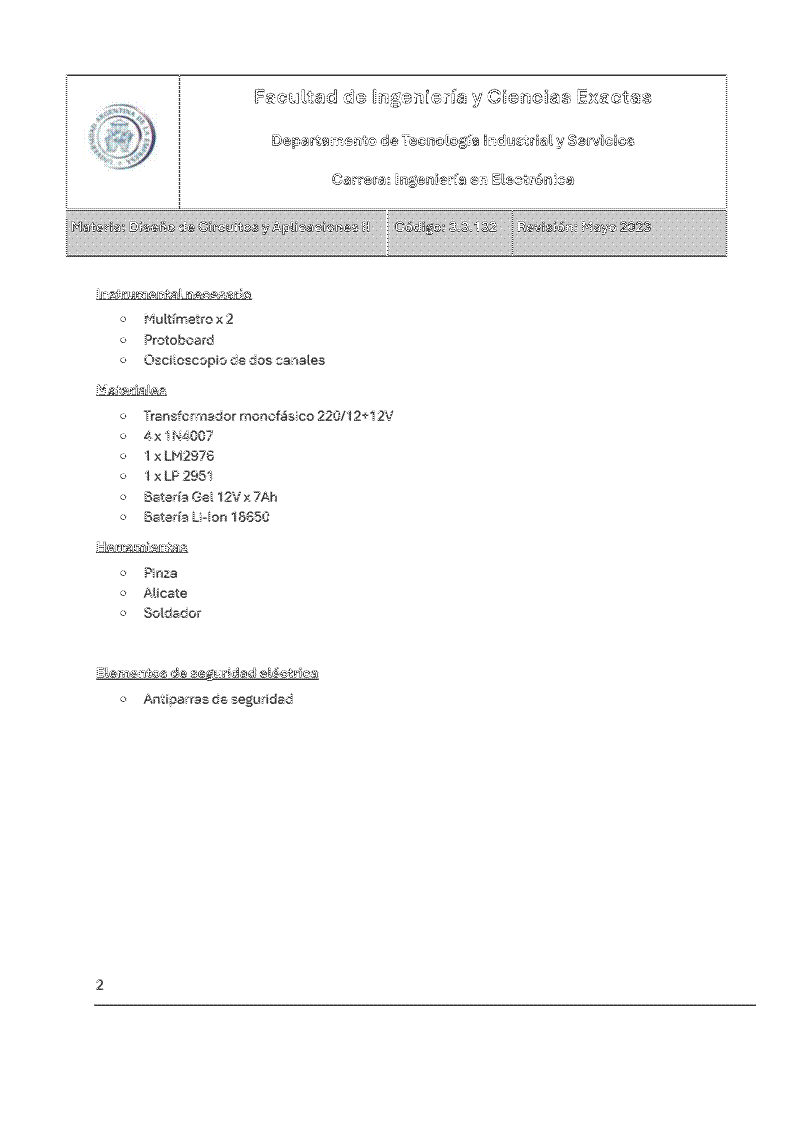 Facultad de Ingeniería y Ciencias Exactas
Departamento de Tecnología Industrial y Servicios
Carrera: Ingeniería en Electrónica
Materia: Diseño de Circuitos y Aplicaciones II Código: 3.3.132 Revisión: Mayo 2023
Instrumental necesario
Multímetro x 2
Protoboard
Osciloscopio de dos canales
Materiales
Transformador monofásico 220/12+12V
4 x 1N4007
1 x LM2976
1 x LP 2951
Batería Gel 12V x 7Ah
Batería Li-Ion 18650
Herramientas
Pinza
Alicate
Soldador
Elementos de seguridad eléctrica
Antiparras de seguridad
2